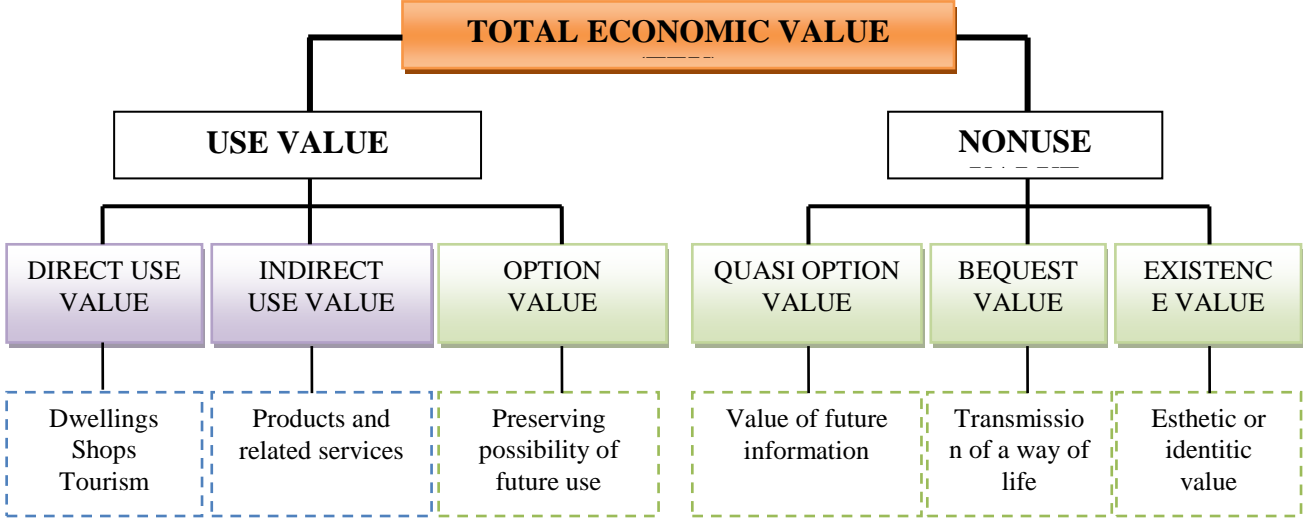 TOTAL ECONOMIC VALUE
USE VALUE
NONUSE
DIRECT USE
VALUE
INDIRECT
USE VALUE
OPTION
VALUE
QUASI OPTION
VALUE
BEQUEST
VALUE
EXISTENC
E VALUE
Dwellings
Shops
Tourism
Products and
related services
Preserving
possibility of
future use
Value of future
information
Transmissio
n of a way of
life
Esthetic or
identitic
value